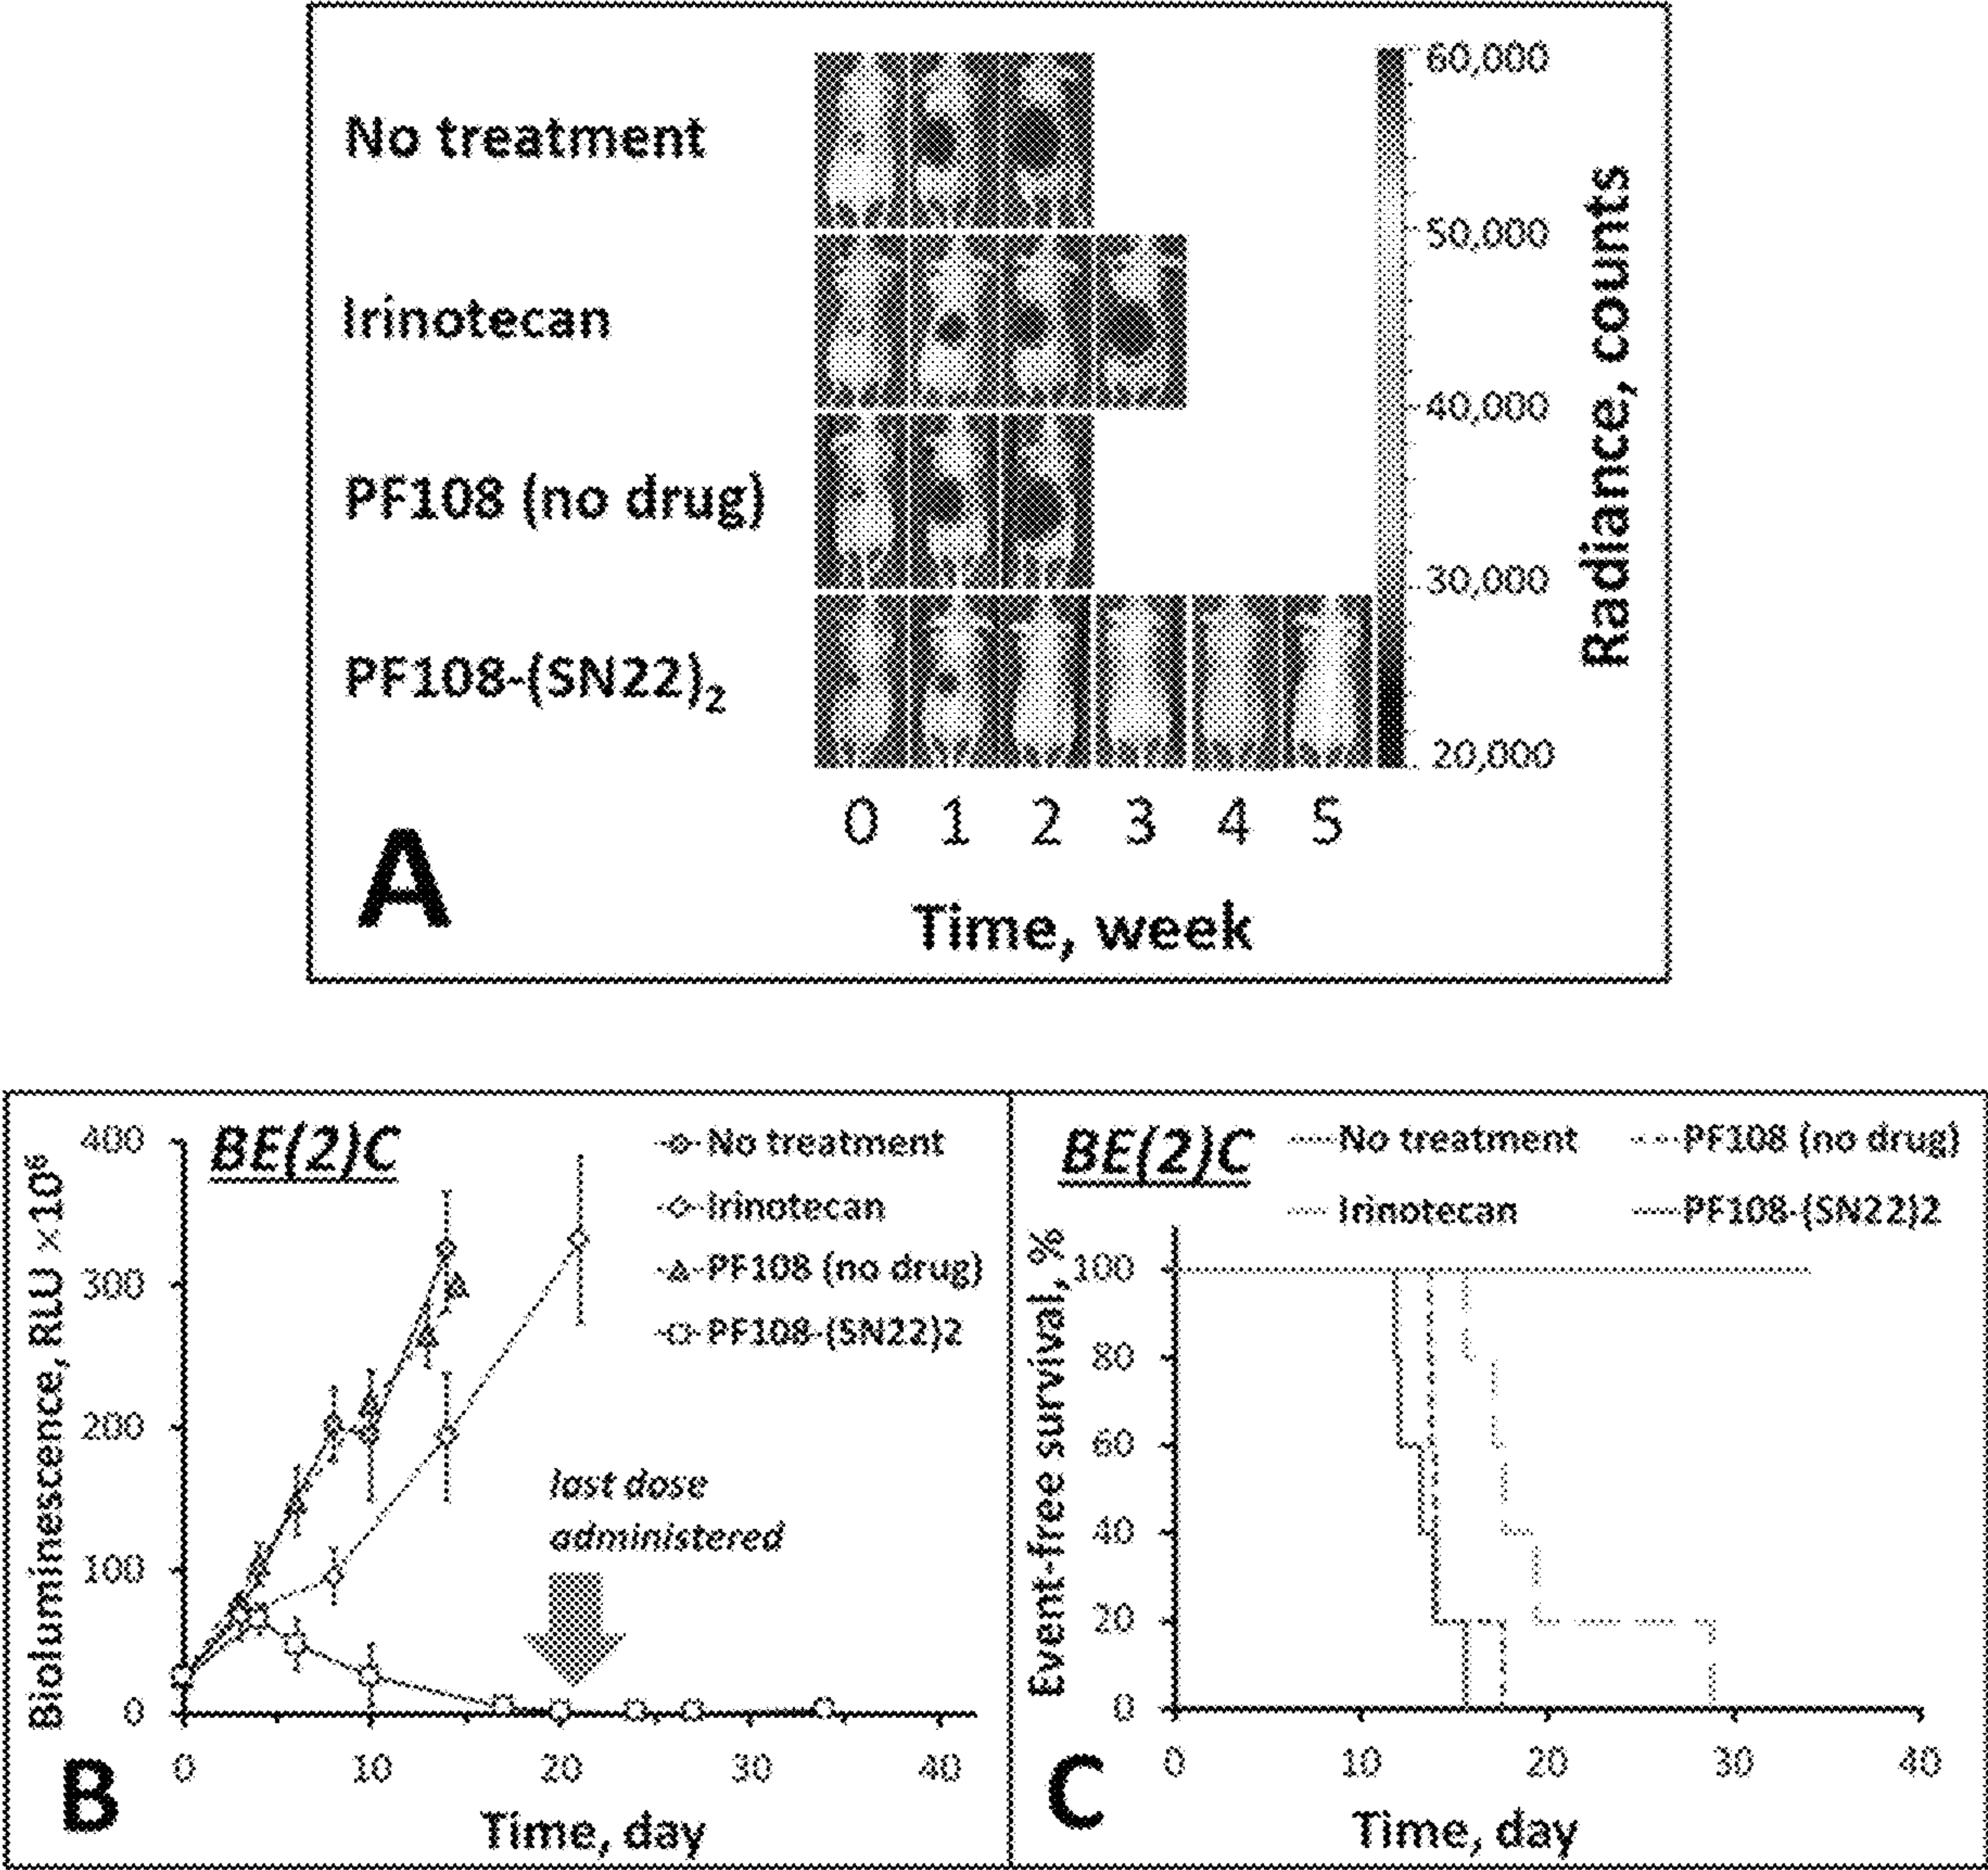 No treatment
Irinotecan
PF108 (no drug)
PF108-(SN22)2
60,000
50,000
40,000
30,000
20,000
Radiance, counts
0 1 2 3 4 5
Time, week
A
BE(2)C
No treatment
Irinotecan
PF108 (no drug)
PF108-(SN22)2
last dose
administered
Bioluminescence, RLU ×10⁶
400
300
200
100
0
0 10 20 30 40
Time, day
B
BE(2)C
No treatment
PF108 (no drug)
Irinotecan
PF108-(SN22)2
Event-free survival, %
100
80
60
40
20
0
0 10 20 30 40
Time, day
C